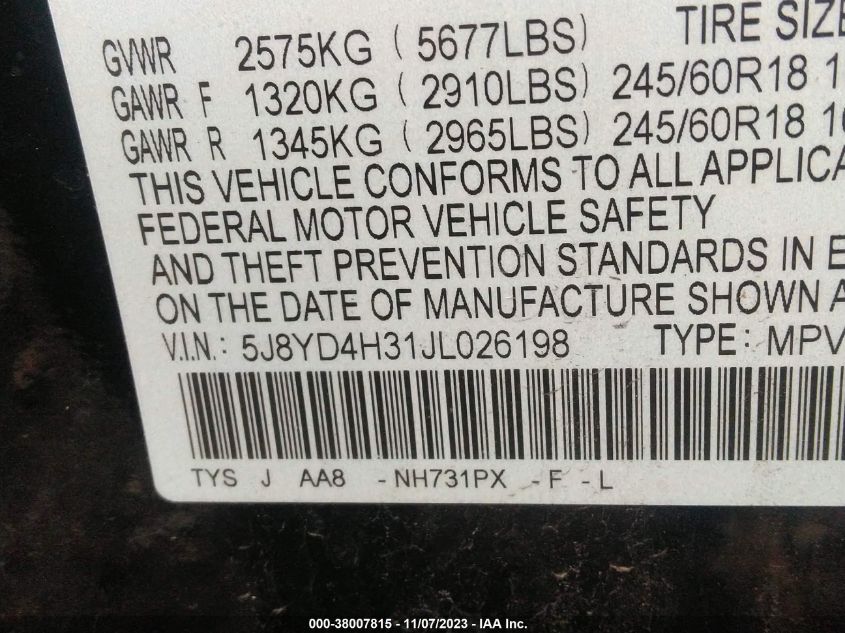 GVWR 2575KG ( 5677LBS) TIRE SIZE
GAWR F 1320KG ( 2910LBS) 245/60R18 1
GAWR R 1345KG ( 2965LBS) 245/60R18 10
THIS VEHICLE CONFORMS TO ALL APPLICA
FEDERAL MOTOR VEHICLE SAFETY
AND THEFT PREVENTION STANDARDS IN E
ON THE DATE OF MANUFACTURE SHOWN A
V.I.N.: 5J8YD4H31JL026198 TYPE: MPV
TYS J AA8 -NH731PX -F -L
000-38007815 - 11/07/2023 - IAA Inc.